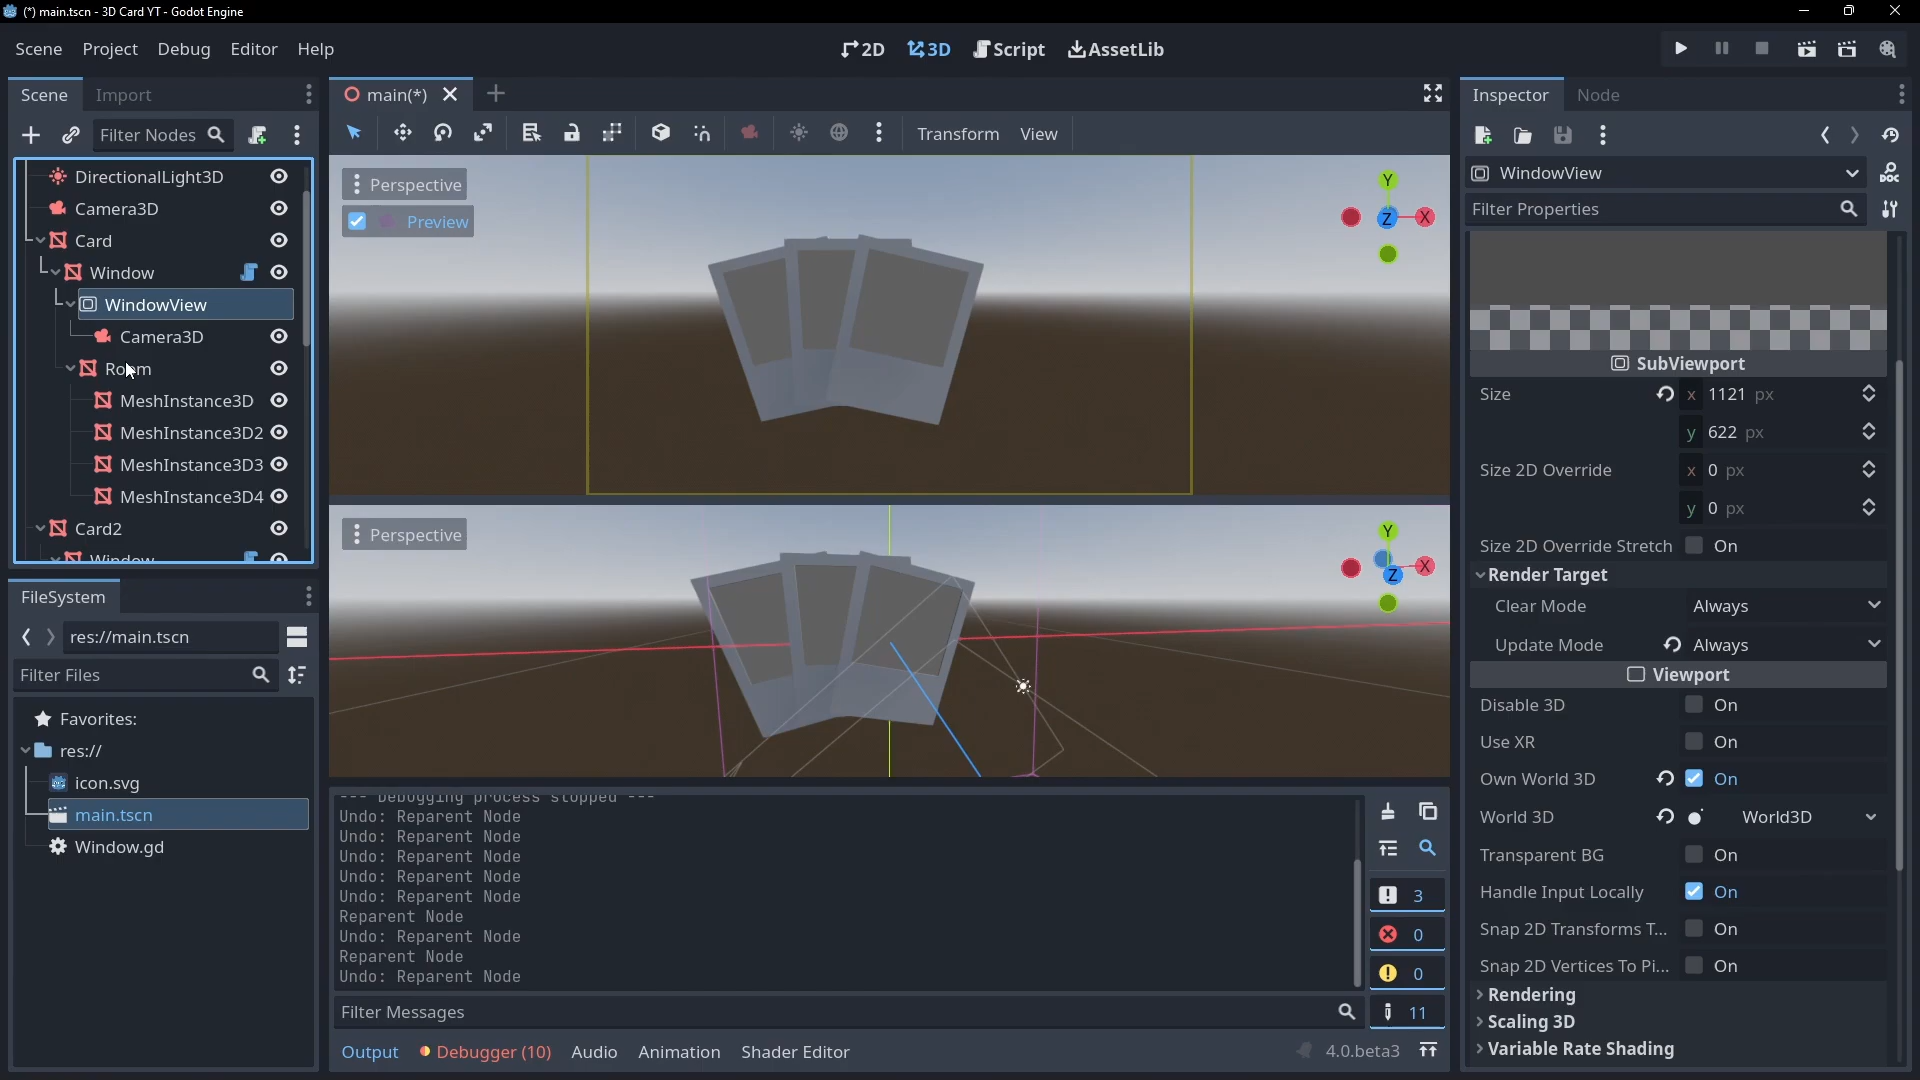 (*) main.tscn - 3D Card YT - Godot Engine
Scene Project Debug Editor Help
2D 3D Script AssetLib
Scene Import
Filter Nodes
DirectionalLight3D
Camera3D
Card
Window
WindowView
Camera3D
Room
MeshInstance3D
MeshInstance3D2
MeshInstance3D3
MeshInstance3D4
Card2
Window
FileSystem
res://main.tscn
Filter Files
Favorites:
res://
icon.svg
main.tscn
Window.gd
main(*)
Transform View
Perspective
Preview
Y
Z X
Perspective
Y
Z X
--- Debugging process stopped ---
Undo: Reparent Node
Undo: Reparent Node
Undo: Reparent Node
Undo: Reparent Node
Undo: Reparent Node
Reparent Node
Undo: Reparent Node
Reparent Node
Undo: Reparent Node
3
0
0
11
Filter Messages
Output Debugger (10) Audio Animation Shader Editor 4.0.beta3
Inspector Node
WindowView
DOC
Filter Properties
SubViewport
Size x 1121 px
y 622 px
Size 2D Override x 0 px
y 0 px
Size 2D Override Stretch On
Render Target
Clear Mode Always
Update Mode Always
Viewport
Disable 3D On
Use XR On
Own World 3D On
World 3D World3D
Transparent BG On
Handle Input Locally On
Snap 2D Transforms T... On
Snap 2D Vertices To Pi... On
Rendering
Scaling 3D
Variable Rate Shading